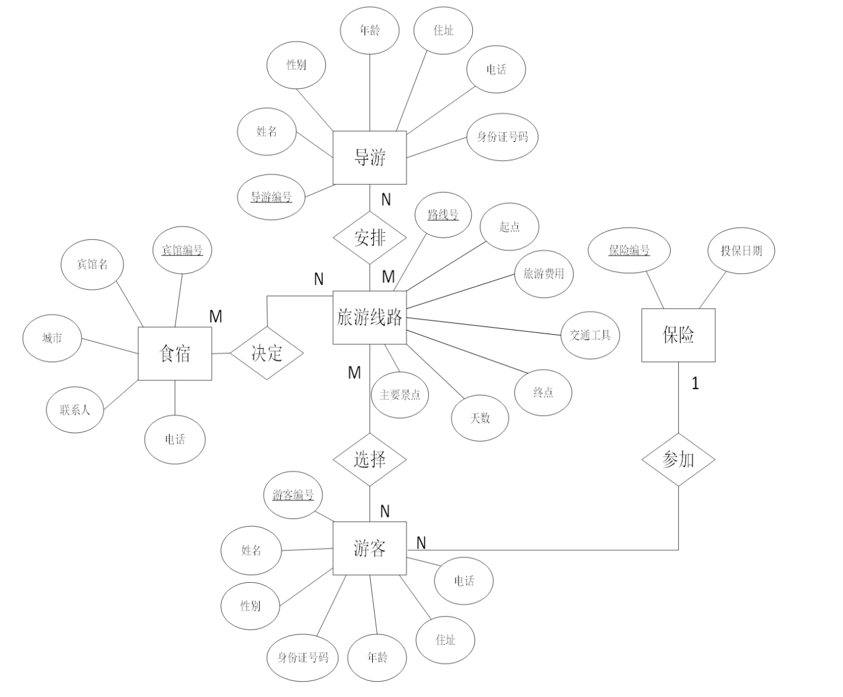 年龄
住址
性别
电话
姓名
身份证号码
导游
导游编号
N
安排
路线号
起点
宾馆名
宾馆编号
保险编号
投保日期
N
M
旅游费用
M
旅游线路
交通工具
保险
城市
食宿
决定
M
1
主要景点
终点
联系人
天数
电话
选择
参加
游客编号
N
姓名
游客
N
电话
性别
住址
身份证号码
年龄